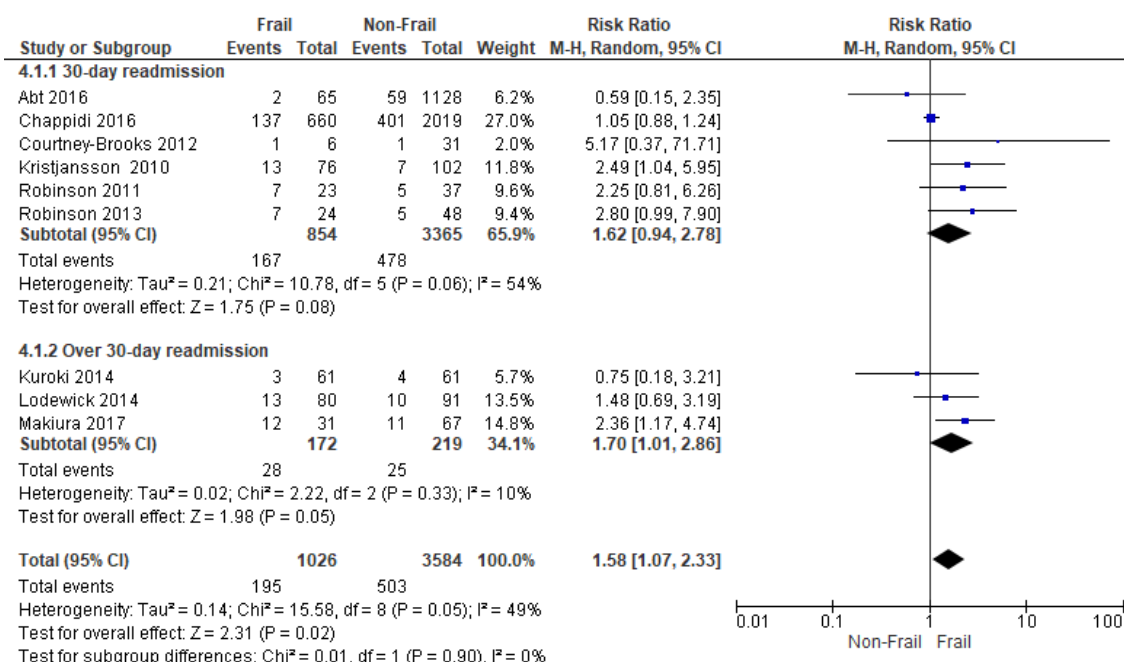 Frail Non-Frail Risk Ratio Risk Ratio
Study or Subgroup Events Total Events Total Weight M-H, Random, 95% CI M-H, Random, 95% CI
4.1.1 30-day readmission
Abt 2016 2 65 59 1128 6.2% 0.59 [0.15, 2.35]
Chappidi 2016 137 660 401 2019 27.0% 1.05 [0.88, 1.24]
Courtney-Brooks 2012 1 6 1 31 2.0% 5.17 [0.37, 71.71]
Kristjansson 2010 13 76 7 102 11.8% 2.49 [1.04, 5.95]
Robinson 2011 7 23 5 37 9.6% 2.25 [0.81, 6.26]
Robinson 2013 7 24 5 48 9.4% 2.80 [0.99, 7.90]
Subtotal (95% CI) 854 3365 65.9% 1.62 [0.94, 2.78]
Total events 167 478
Heterogeneity: Tau² = 0.21; Chi² = 10.78, df = 5 (P = 0.06); I² = 54%
Test for overall effect: Z = 1.75 (P = 0.08)
4.1.2 Over 30-day readmission
Kuroki 2014 3 61 4 61 5.7% 0.75 [0.18, 3.21]
Lodewick 2014 13 80 10 91 13.5% 1.48 [0.69, 3.19]
Makiura 2017 12 31 11 67 14.8% 2.36 [1.17, 4.74]
Subtotal (95% CI) 172 219 34.1% 1.70 [1.01, 2.86]
Total events 28 25
Heterogeneity: Tau² = 0.02; Chi² = 2.22, df = 2 (P = 0.33); I² = 10%
Test for overall effect: Z = 1.98 (P = 0.05)
Total (95% CI) 1026 3584 100.0% 1.58 [1.07, 2.33]
Total events 195 503
Heterogeneity: Tau² = 0.14; Chi² = 15.58, df = 8 (P = 0.05); I² = 49%
Test for overall effect: Z = 2.31 (P = 0.02)
Test for subgroup differences: Chi² = 0.01, df = 1 (P = 0.90), I² = 0%
0.01 0.1 1 10 100
Non-Frail Frail